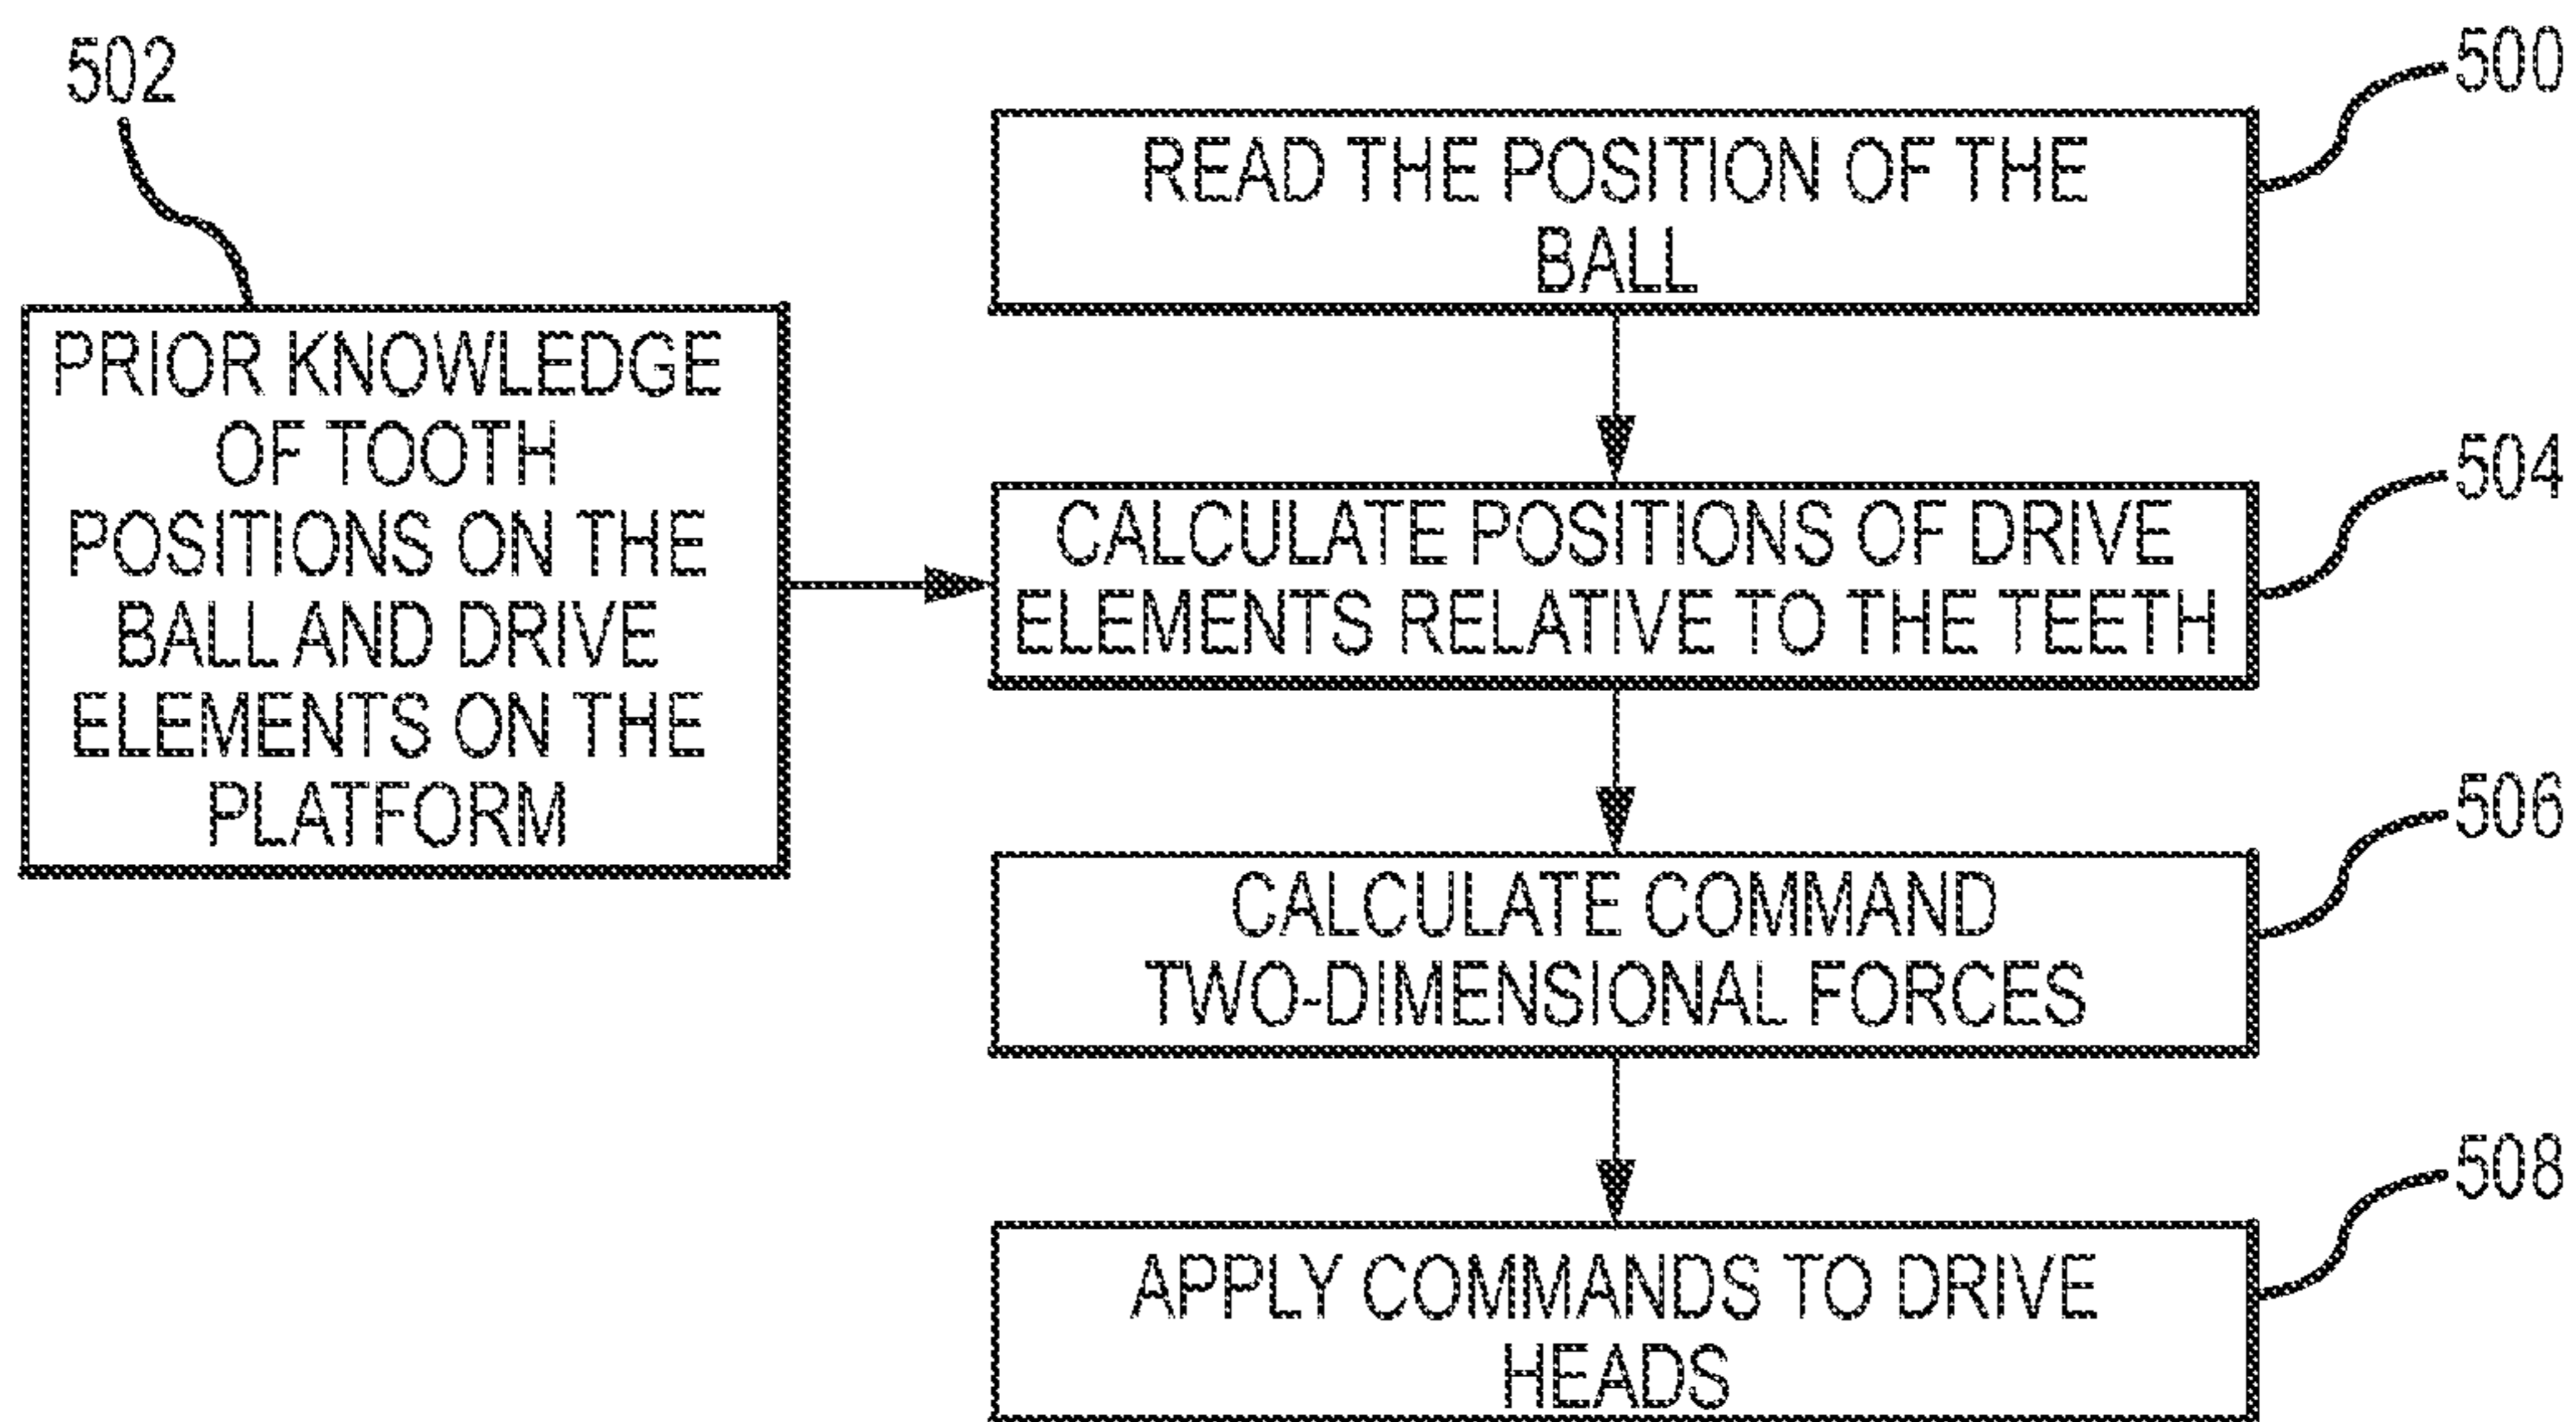 502
PRIOR KNOWLEDGE
OF TOOTH
POSITIONS ON THE
BALL AND DRIVE
ELEMENTS ON THE
PLATFORM
500
READ THE POSITION OF THE
BALL
504
CALCULATE POSITIONS OF DRIVE
ELEMENTS RELATIVE TO THE TEETH
506
CALCULATE COMMAND
TWO-DIMENSIONAL FORCES
508
APPLY COMMANDS TO DRIVE
HEADS